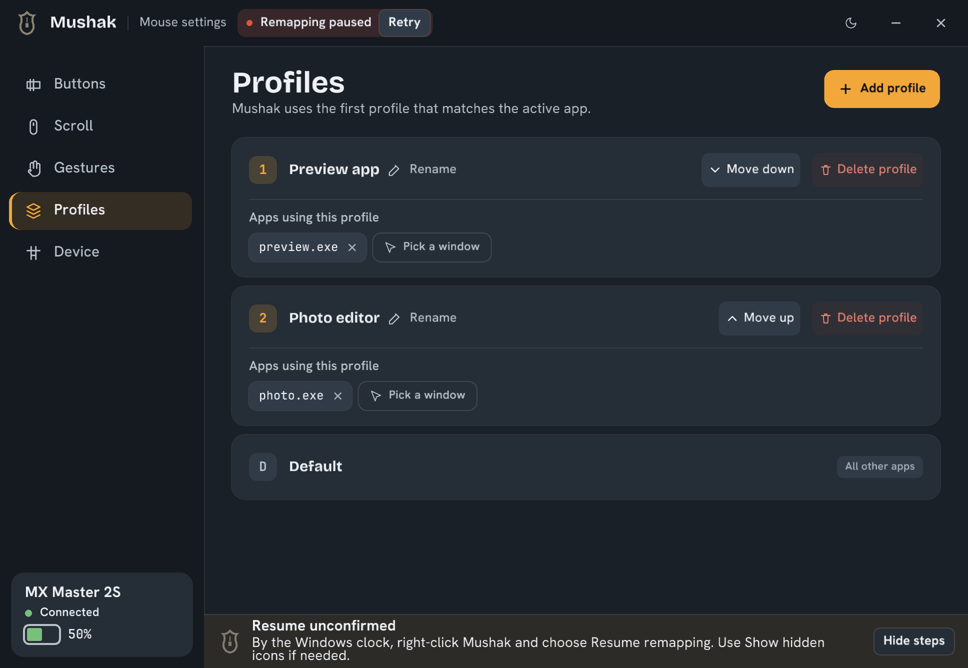 Mushak
Mouse settings
Remapping paused
Retry
Buttons
Scroll
Gestures
Profiles
Device
Profiles
Mushak uses the first profile that matches the active app.
Add profile
1
Preview app
Rename
Move down
Delete profile
Apps using this profile
preview.exe
Pick a window
2
Photo editor
Rename
Move up
Delete profile
Apps using this profile
photo.exe
Pick a window
D
Default
All other apps
MX Master 2S
Connected
50%
Resume unconfirmed
By the Windows clock, right-click Mushak and choose Resume remapping. Use Show hidden
icons if needed.
Hide steps